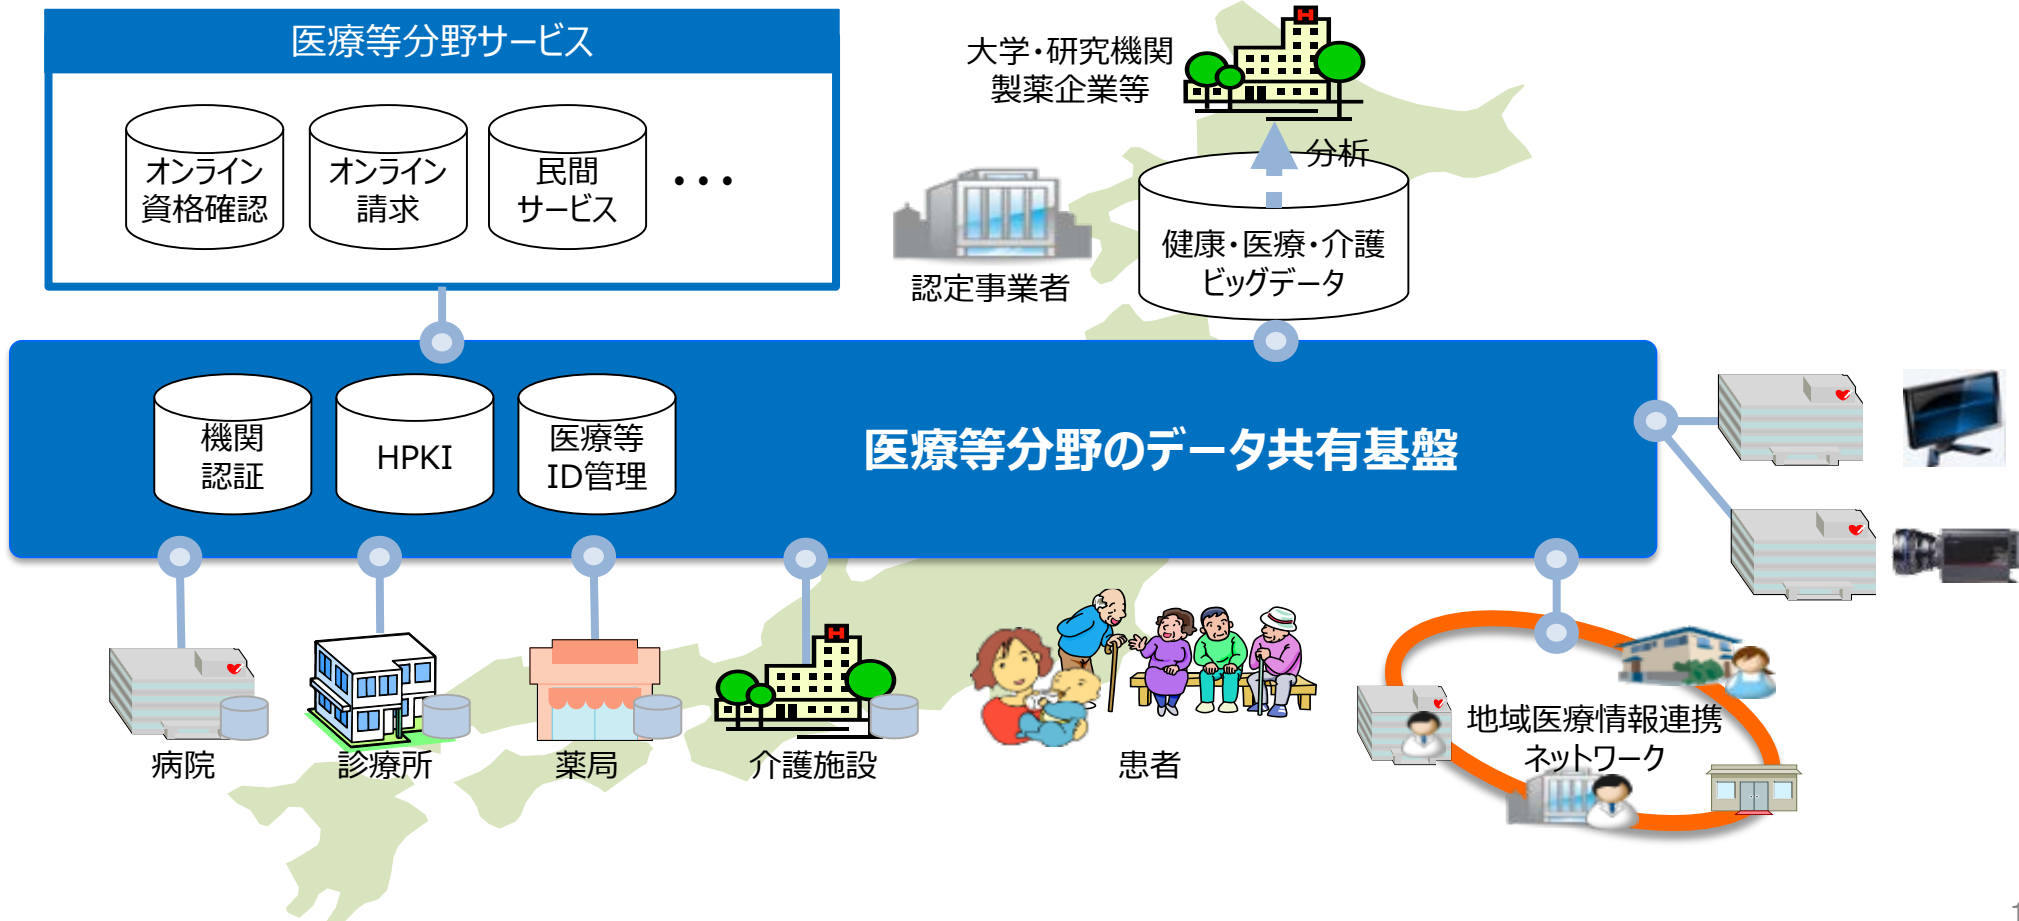 医療等分野サービス
オンライン
資格確認
オンライン
請求
民間
サービス
・・・
大学・研究機関
製薬企業等
分析
認定事業者
健康・医療・介護
ビッグデータ
機関
認証
HPKI
医療等
ID管理
医療等分野のデータ共有基盤
病院
診療所
薬局
介護施設
患者
地域医療情報連携
ネットワーク